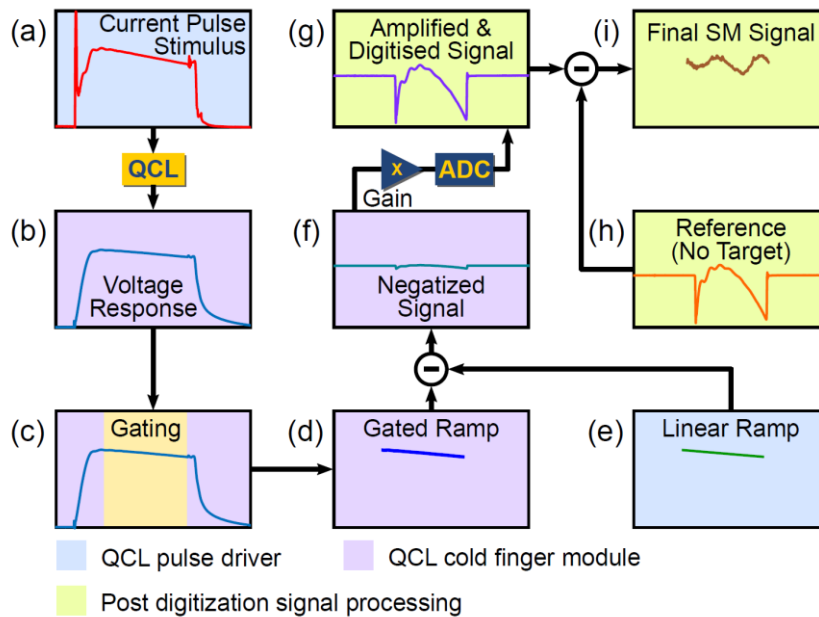 (a)
Current Pulse
Stimulus
QCL
(b)
Voltage
Response
(c)
Gating
(d)
Gated Ramp
(e)
Linear Ramp
(f)
Negatized
Signal
Gain
x
ADC
(g)
Amplified &
Digitised Signal
(h)
Reference
(No Target)
(i)
Final SM Signal
QCL pulse driver
QCL cold finger module
Post digitization signal processing